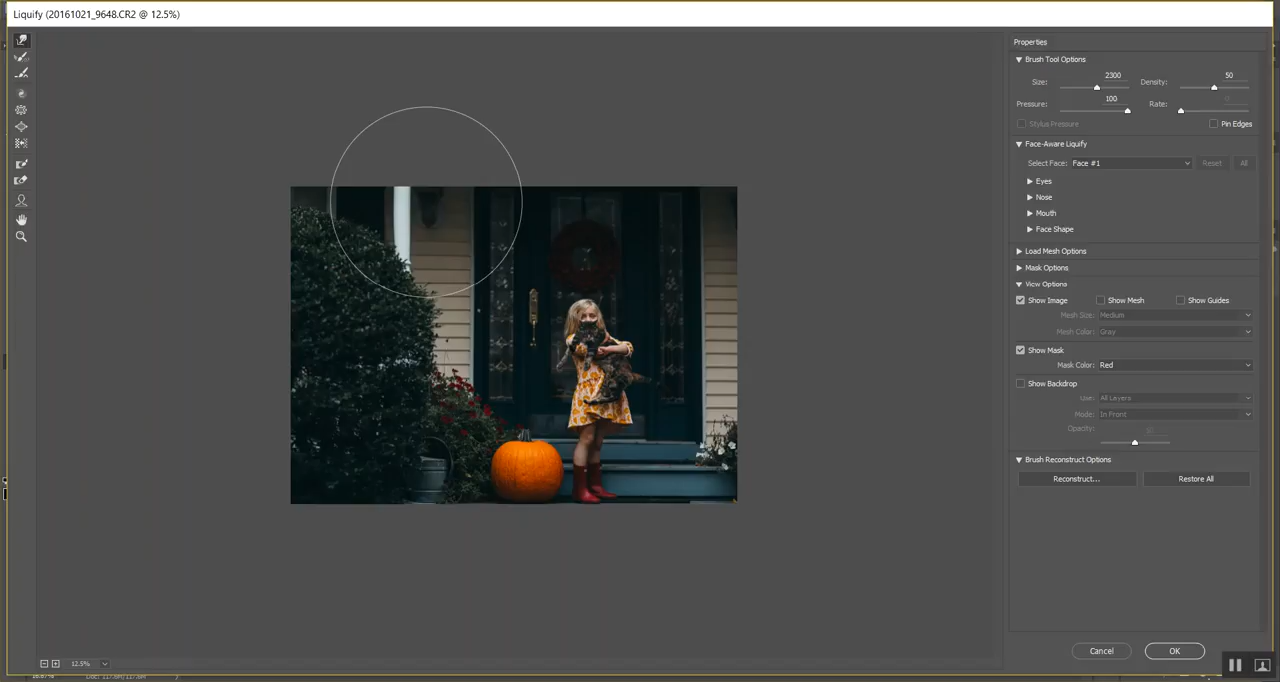 Liquify (20161021_9648.CR2 @ 12.5%)
Properties
Brush Tool Options
Size: 2300 Density: 50
Pressure: 100 Rate: 0
Stylus Pressure Pin Edges
Face-Aware Liquify
Select Face: Face #1 Reset All
Eyes
Nose
Mouth
Face Shape
Load Mesh Options
Mask Options
View Options
Show Image Show Mesh Show Guides
Mesh Size: Medium
Mesh Color: Gray
Show Mask
Mask Color: Red
Show Backdrop
Use: All Layers
Mode: In Front
Opacity: 50
Brush Reconstruct Options
Reconstruct... Restore All
Cancel OK
12.5%